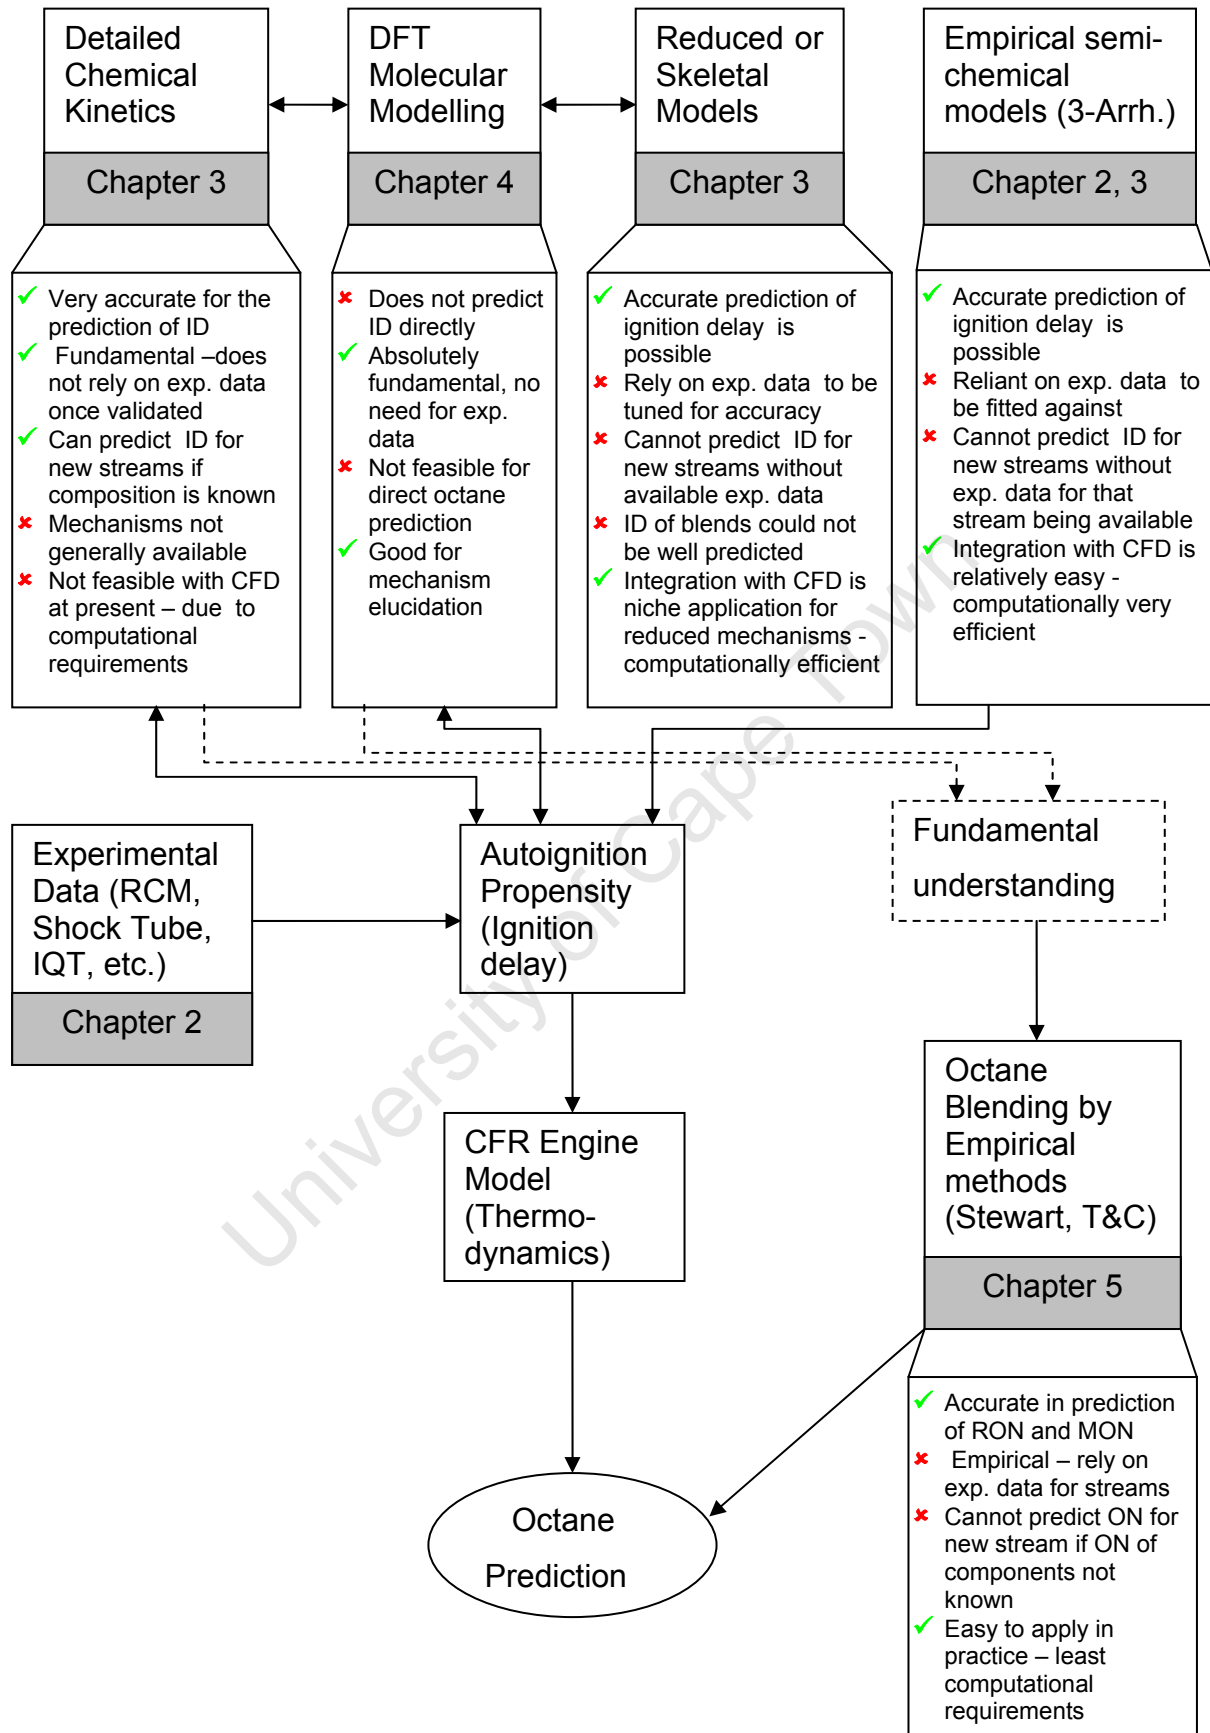 Detailed
Chemical
Kinetics
Chapter 3
DFT
Molecular
Modelling
Chapter 4
Reduced or
Skeletal
Models
Chapter 3
Empirical semi-
chemical
models (3-Arrh.)
Chapter 2, 3
Very accurate for the
prediction of ID
Fundamental –does
not rely on exp. data
once validated
Can predict ID for
new streams if
composition is known
Mechanisms not
generally available
Not feasible with CFD
at present – due to
computational
requirements
Does not predict
ID directly
Absolutely
fundamental, no
need for exp.
data
Not feasible for
direct octane
prediction
Good for
mechanism
elucidation
Accurate prediction of
ignition delay is
possible
Rely on exp. data to be
tuned for accuracy
Cannot predict ID for
new streams without
available exp. data
ID of blends could not
be well predicted
Integration with CFD is
niche application for
reduced mechanisms -
computationally efficient
Accurate prediction of
ignition delay is
possible
Reliant on exp. data to
be fitted against
Cannot predict ID for
new streams without
exp. data for that
stream being available
Integration with CFD is
relatively easy -
computationally very
efficient
Experimental
Data (RCM,
Shock Tube,
IQT, etc.)
Chapter 2
Autoignition
Propensity
(Ignition
delay)
Fundamental
understanding
CFR Engine
Model
(Thermo-
dynamics)
Octane
Blending by
Empirical
methods
(Stewart, T&C)
Chapter 5
Accurate in prediction
of RON and MON
Empirical – rely on
exp. data for streams
Cannot predict ON for
new stream if ON of
components not
known
Easy to apply in
practice – least
computational
requirements
Octane
Prediction
University of Cape Town